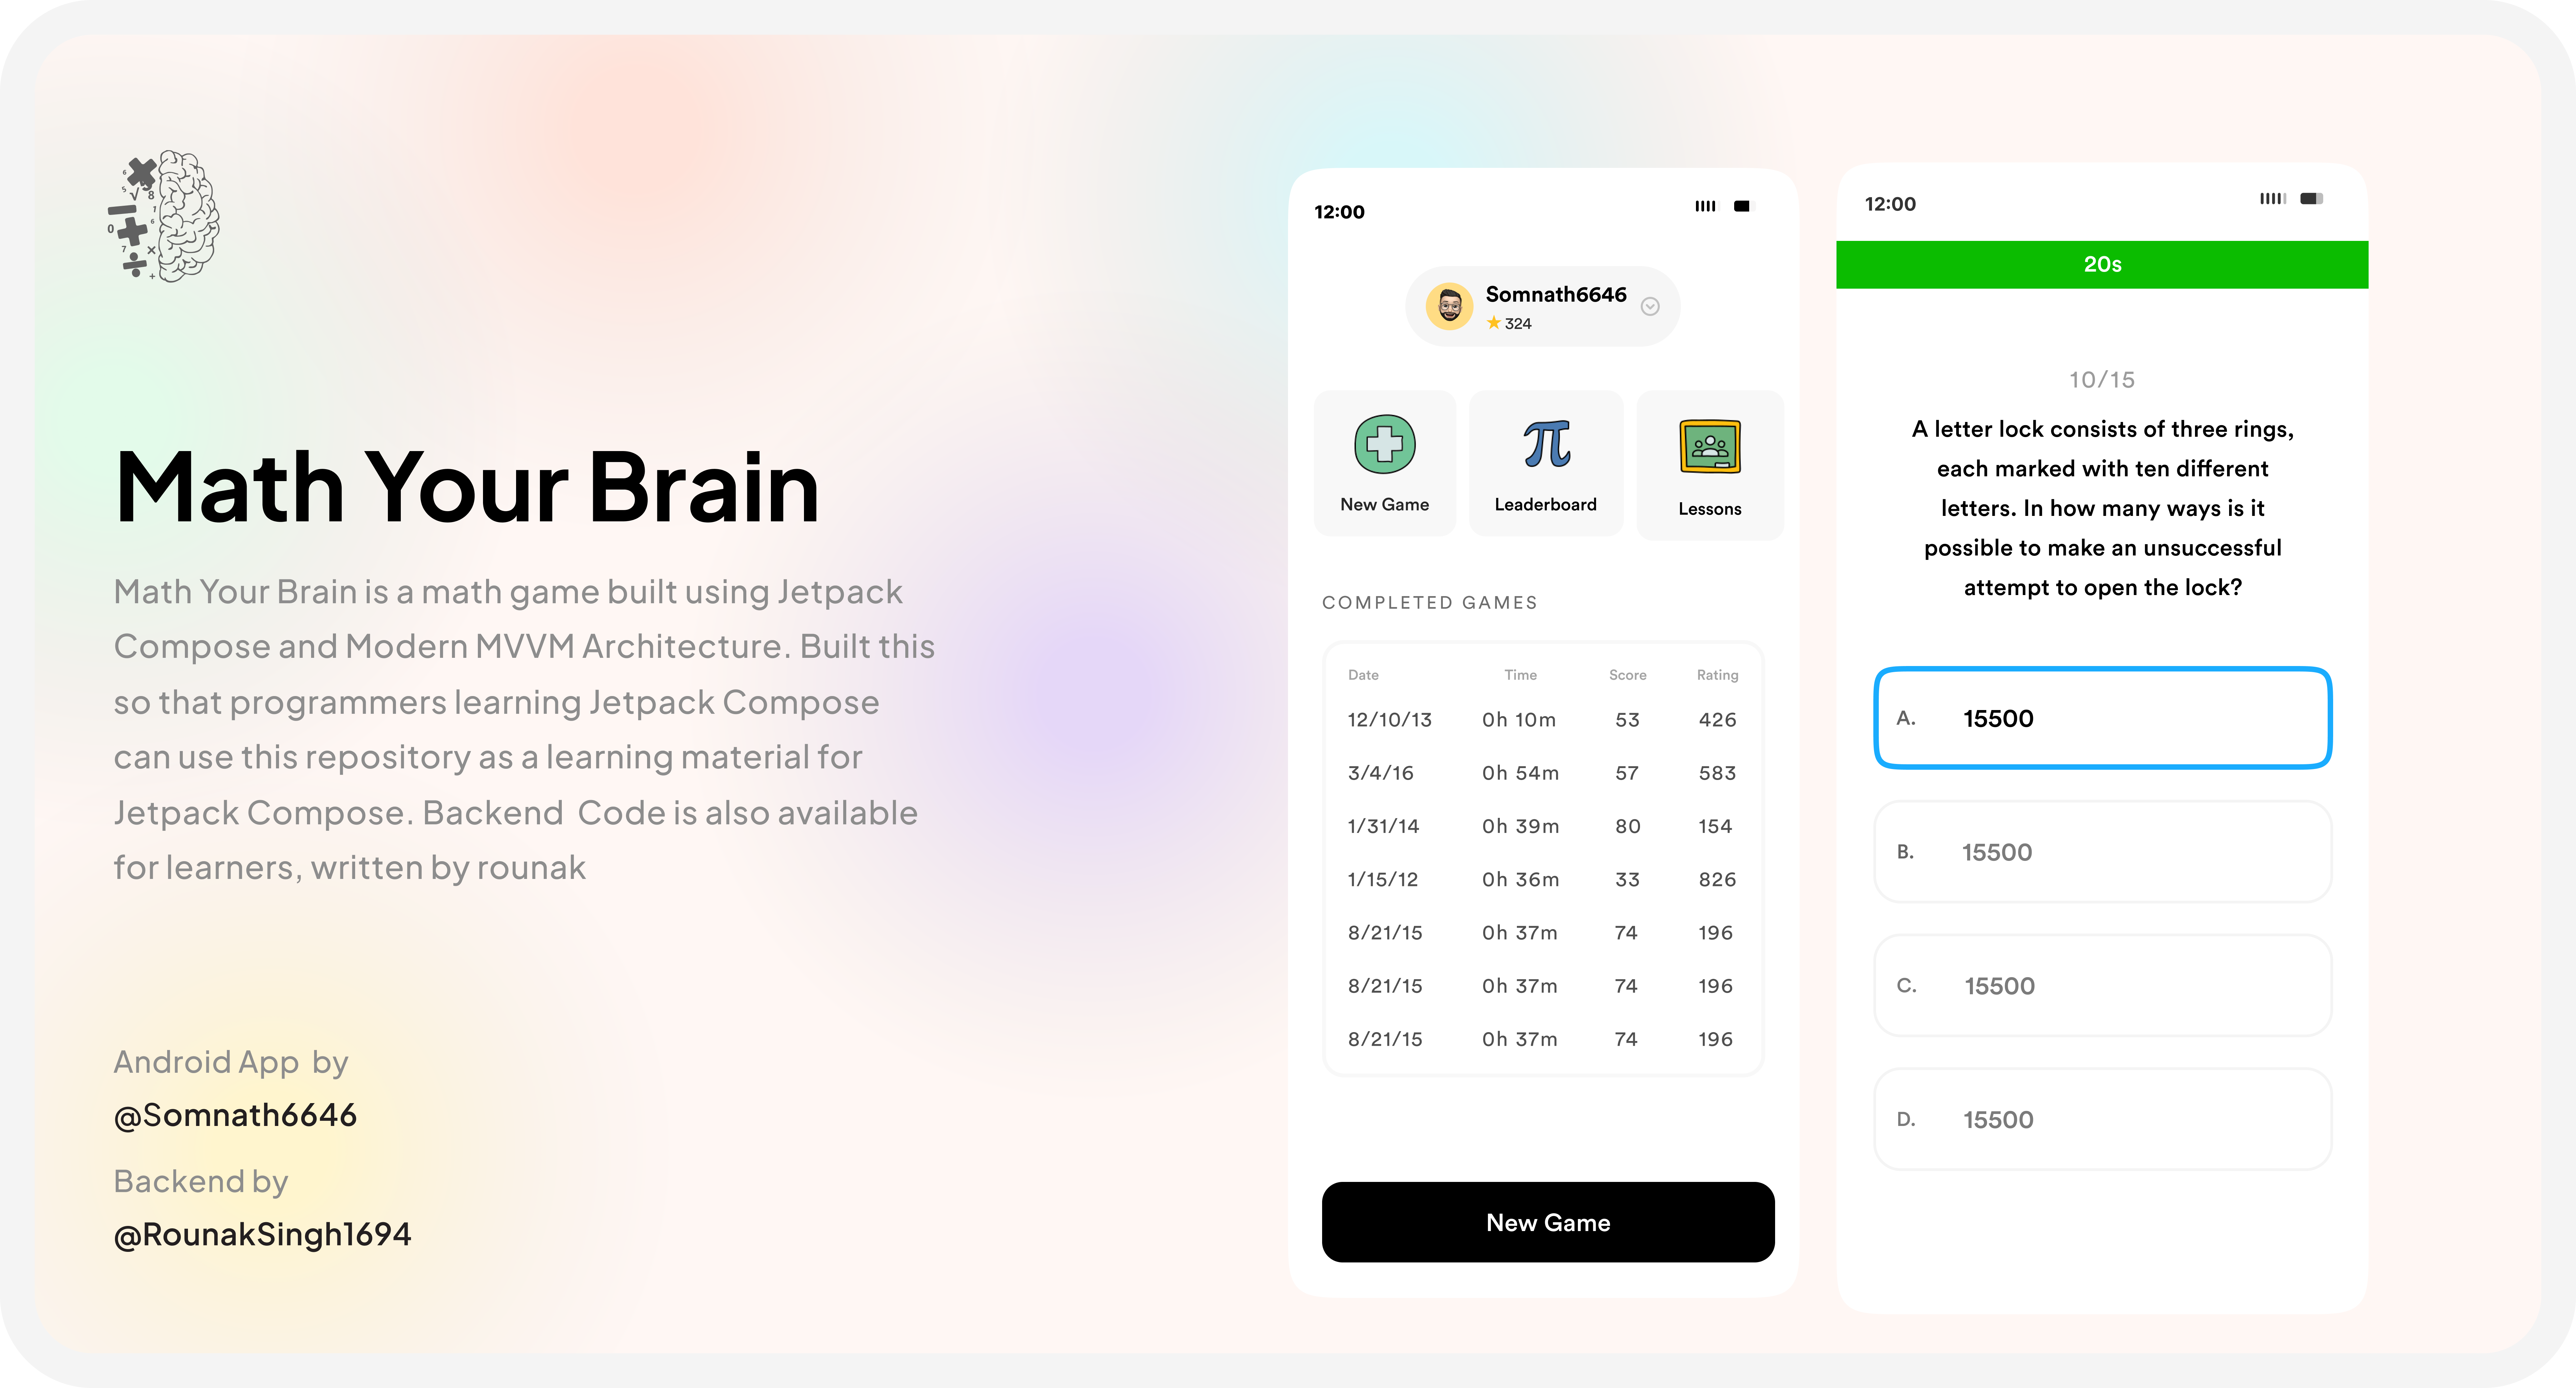 Math Your Brain
Math Your Brain is a math game built using Jetpack
Compose and Modern MVVM Architecture. Built this
so that programmers learning Jetpack Compose
can use this repository as a learning material for
Jetpack Compose. Backend  Code is also available
for learners, written by rounak
Android App  by
@Somnath6646
Backend by
@RounakSingh1694
12:00
Somnath6646
324
New Game
Leaderboard
Lessons
COMPLETED GAMES
Date Time Score Rating
12/10/13 0h 10m 53 426
3/4/16 0h 54m 57 583
1/31/14 0h 39m 80 154
1/15/12 0h 36m 33 826
8/21/15 0h 37m 74 196
8/21/15 0h 37m 74 196
8/21/15 0h 37m 74 196
New Game
12:00
20s
10/15
A letter lock consists of three rings,
each marked with ten different
letters. In how many ways is it
possible to make an unsuccessful
attempt to open the lock?
A. 15500
B. 15500
C. 15500
D. 15500